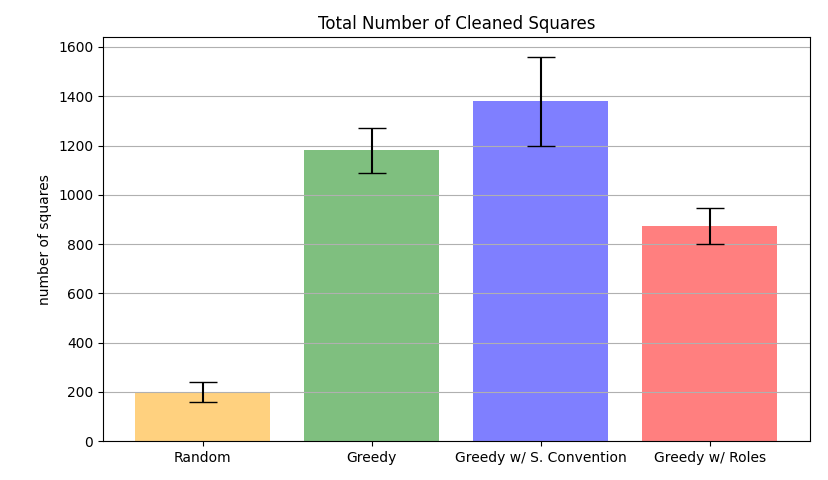 Total Number of Cleaned Squares
number of squares
1600
1400
1200
1000
800
600
400
200
0
Random
Greedy
Greedy w/ S. Convention
Greedy w/ Roles